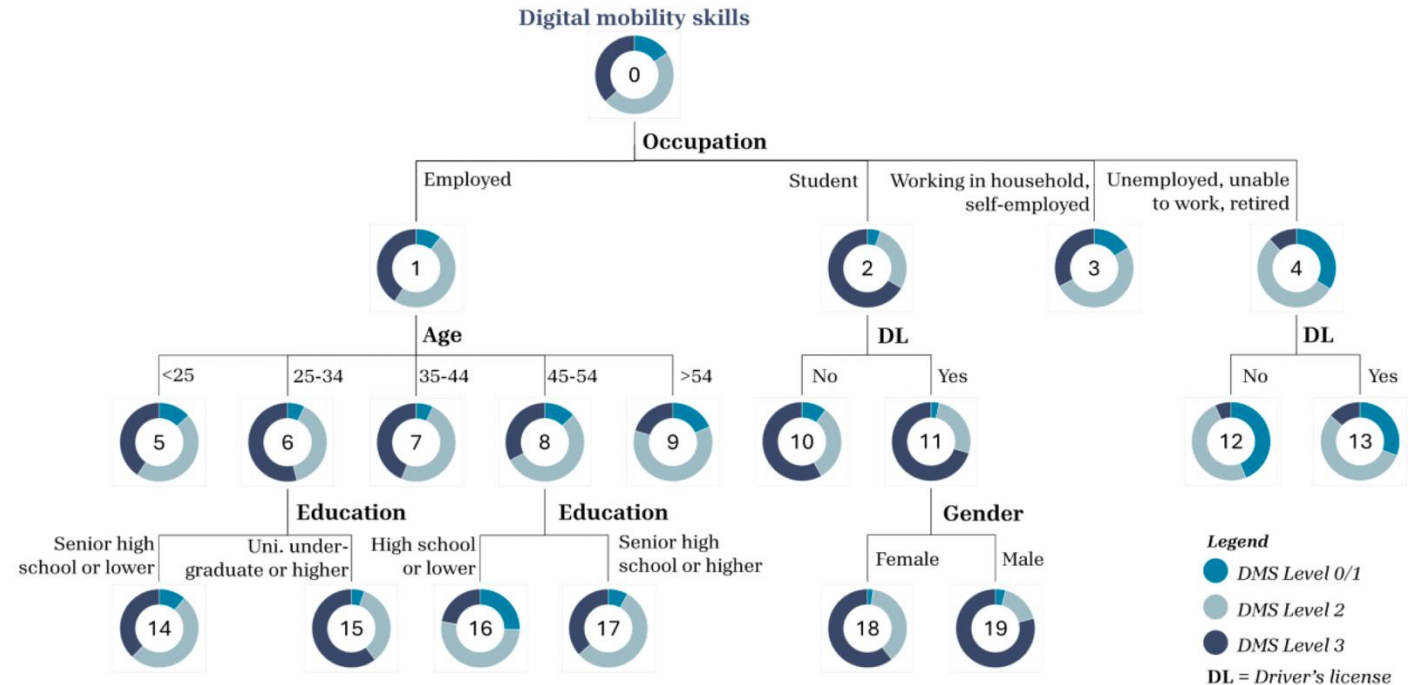 Digital mobility skills
0
Occupation
Employed
Student
Working in household,
self-employed
Unemployed, unable
to work, retired
1
2
3
4
Age
DL
DL
<25
25-34
35-44
45-54
>54
No
Yes
No
Yes
5
6
7
8
9
10
11
12
13
Education
Education
Gender
Senior high
school or lower
Uni. under-
graduate or higher
High school
or lower
Senior high
school or higher
Female
Male
14
15
16
17
18
19
Legend
DMS Level 0/1
DMS Level 2
DMS Level 3
DL = Driver's license